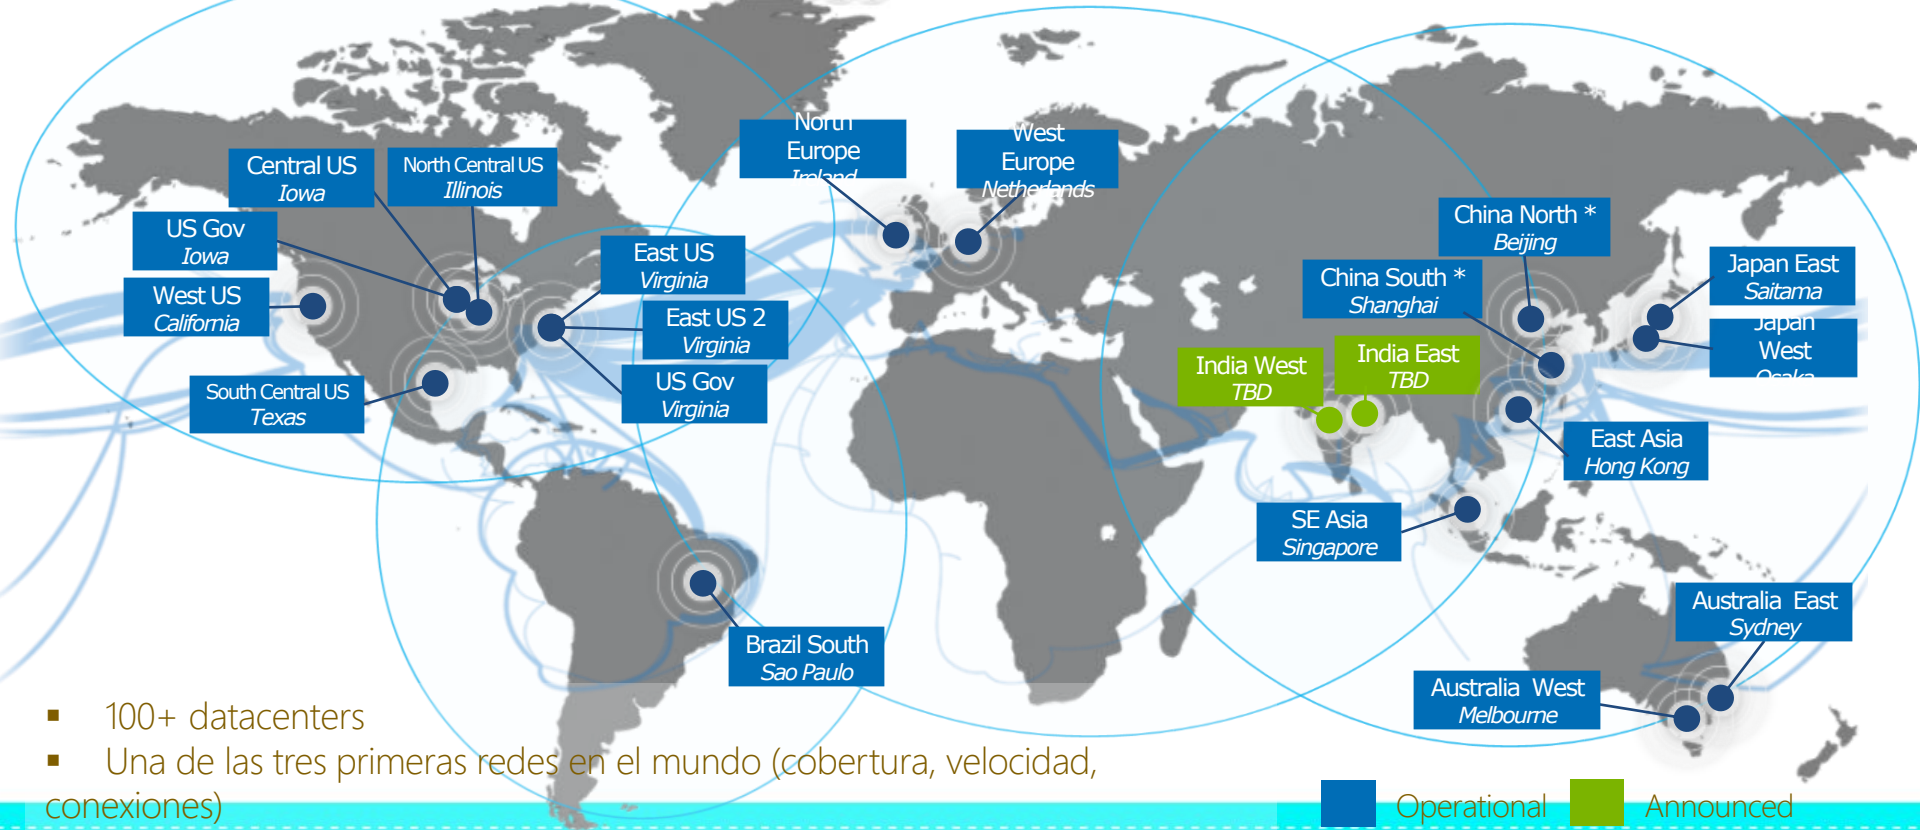 North
Europe
Ireland
West
Europe
Netherlands
Central US
Iowa
North Central US
Illinois
US Gov
Iowa
West US
California
South Central US
Texas
East US
Virginia
East US 2
Virginia
US Gov
Virginia
China North *
Beijing
China South *
Shanghai
Japan East
Saitama
Japan
West
Osaka
India West
TBD
India East
TBD
East Asia
Hong Kong
SE Asia
Singapore
Australia East
Sydney
Australia West
Melbourne
Brazil South
Sao Paulo
▪ 100+ datacenters
▪ Una de las tres primeras redes en el mundo (cobertura, velocidad,
conexiones)
Operational
Announced